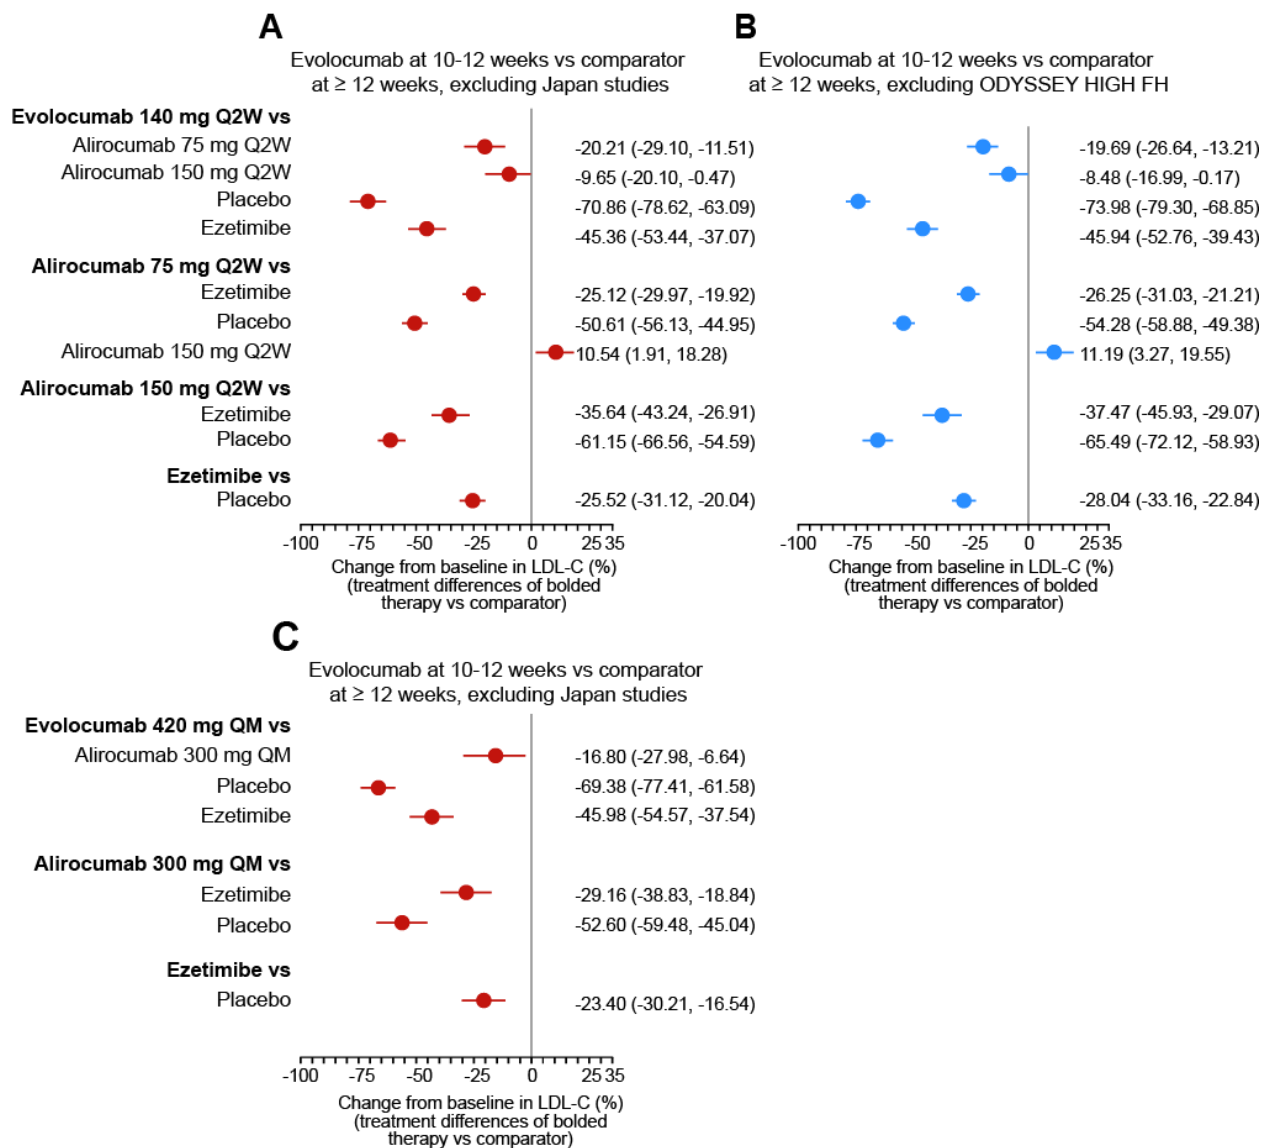 A
Evolocumab at 10-12 weeks vs comparator
at ≥ 12 weeks, excluding Japan studies
Evolocumab 140 mg Q2W vs
Alirocumab 75 mg Q2W -20.21 (-29.10, -11.51)
Alirocumab 150 mg Q2W -9.65 (-20.10, -0.47)
Placebo -70.86 (-78.62, -63.09)
Ezetimibe -45.36 (-53.44, -37.07)
Alirocumab 75 mg Q2W vs
Ezetimibe -25.12 (-29.97, -19.92)
Placebo -50.61 (-56.13, -44.95)
Alirocumab 150 mg Q2W 10.54 (1.91, 18.28)
Alirocumab 150 mg Q2W vs
Ezetimibe -35.64 (-43.24, -26.91)
Placebo -61.15 (-66.56, -54.59)
Ezetimibe vs
Placebo -25.52 (-31.12, -20.04)
-100 -75 -50 -25 0 25 35
Change from baseline in LDL-C (%)
(treatment differences of bolded
therapy vs comparator)
B
Evolocumab at 10-12 weeks vs comparator
at ≥ 12 weeks, excluding ODYSSEY HIGH FH
-19.69 (-26.64, -13.21)
-8.48 (-16.99, -0.17)
-73.98 (-79.30, -68.85)
-45.94 (-52.76, -39.43)
-26.25 (-31.03, -21.21)
-54.28 (-58.88, -49.38)
11.19 (3.27, 19.55)
-37.47 (-45.93, -29.07)
-65.49 (-72.12, -58.93)
-28.04 (-33.16, -22.84)
-100 -75 -50 -25 0 25 35
Change from baseline in LDL-C (%)
(treatment differences of bolded
therapy vs comparator)
C
Evolocumab at 10-12 weeks vs comparator
at ≥ 12 weeks, excluding Japan studies
Evolocumab 420 mg QM vs
Alirocumab 300 mg QM -16.80 (-27.98, -6.64)
Placebo -69.38 (-77.41, -61.58)
Ezetimibe -45.98 (-54.57, -37.54)
Alirocumab 300 mg QM vs
Ezetimibe -29.16 (-38.83, -18.84)
Placebo -52.60 (-59.48, -45.04)
Ezetimibe vs
Placebo -23.40 (-30.21, -16.54)
-100 -75 -50 -25 0 25 35
Change from baseline in LDL-C (%)
(treatment differences of bolded
therapy vs comparator)